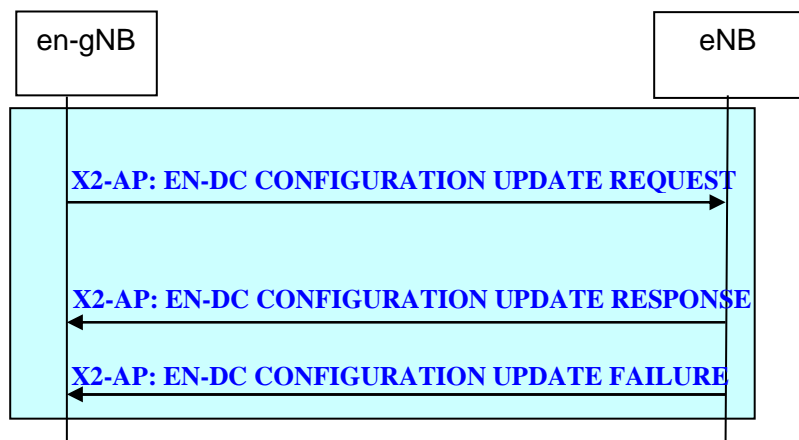 en-gNB
eNB
X2-AP: EN-DC CONFIGURATION UPDATE REQUEST
X2-AP: EN-DC CONFIGURATION UPDATE RESPONSE
X2-AP: EN-DC CONFIGURATION UPDATE FAILURE